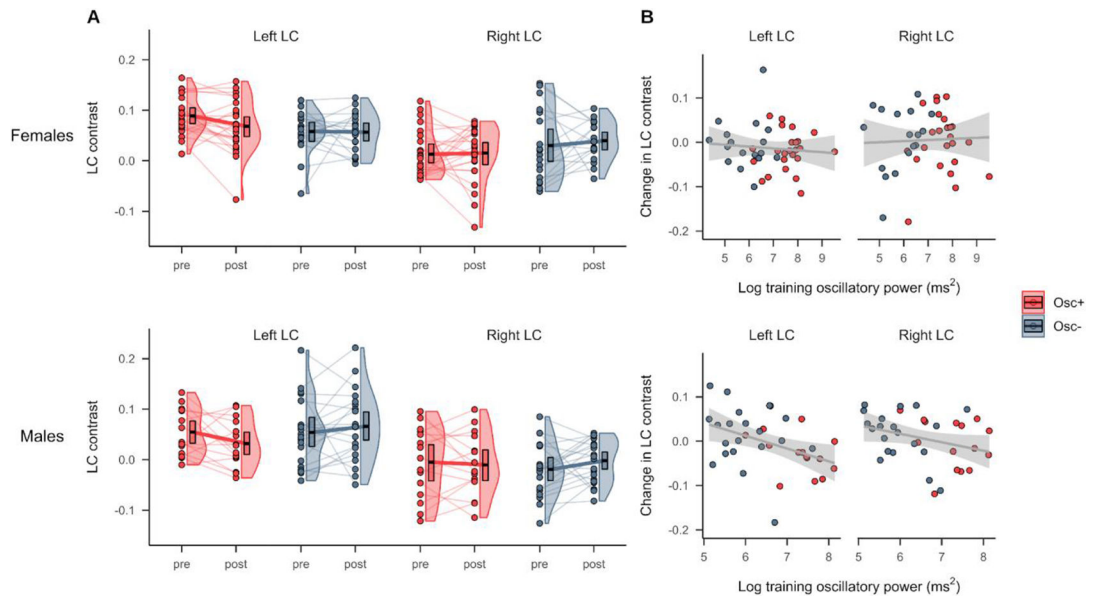 A
B
Left LC
Right LC
Left LC
Right LC
Females
LC contrast
0.2
0.1
0.0
-0.1
pre
post
pre
post
pre
post
pre
post
Change in LC contrast
0.1
0.0
-0.1
-0.2
5
6
7
8
9
5
6
7
8
9
Log training oscillatory power (ms²)
Osc+
Osc-
Left LC
Right LC
Left LC
Right LC
Males
LC contrast
0.2
0.1
0.0
-0.1
pre
post
pre
post
pre
post
pre
post
Change in LC contrast
0.1
0.0
-0.1
-0.2
5
6
7
8
5
6
7
8
Log training oscillatory power (ms²)